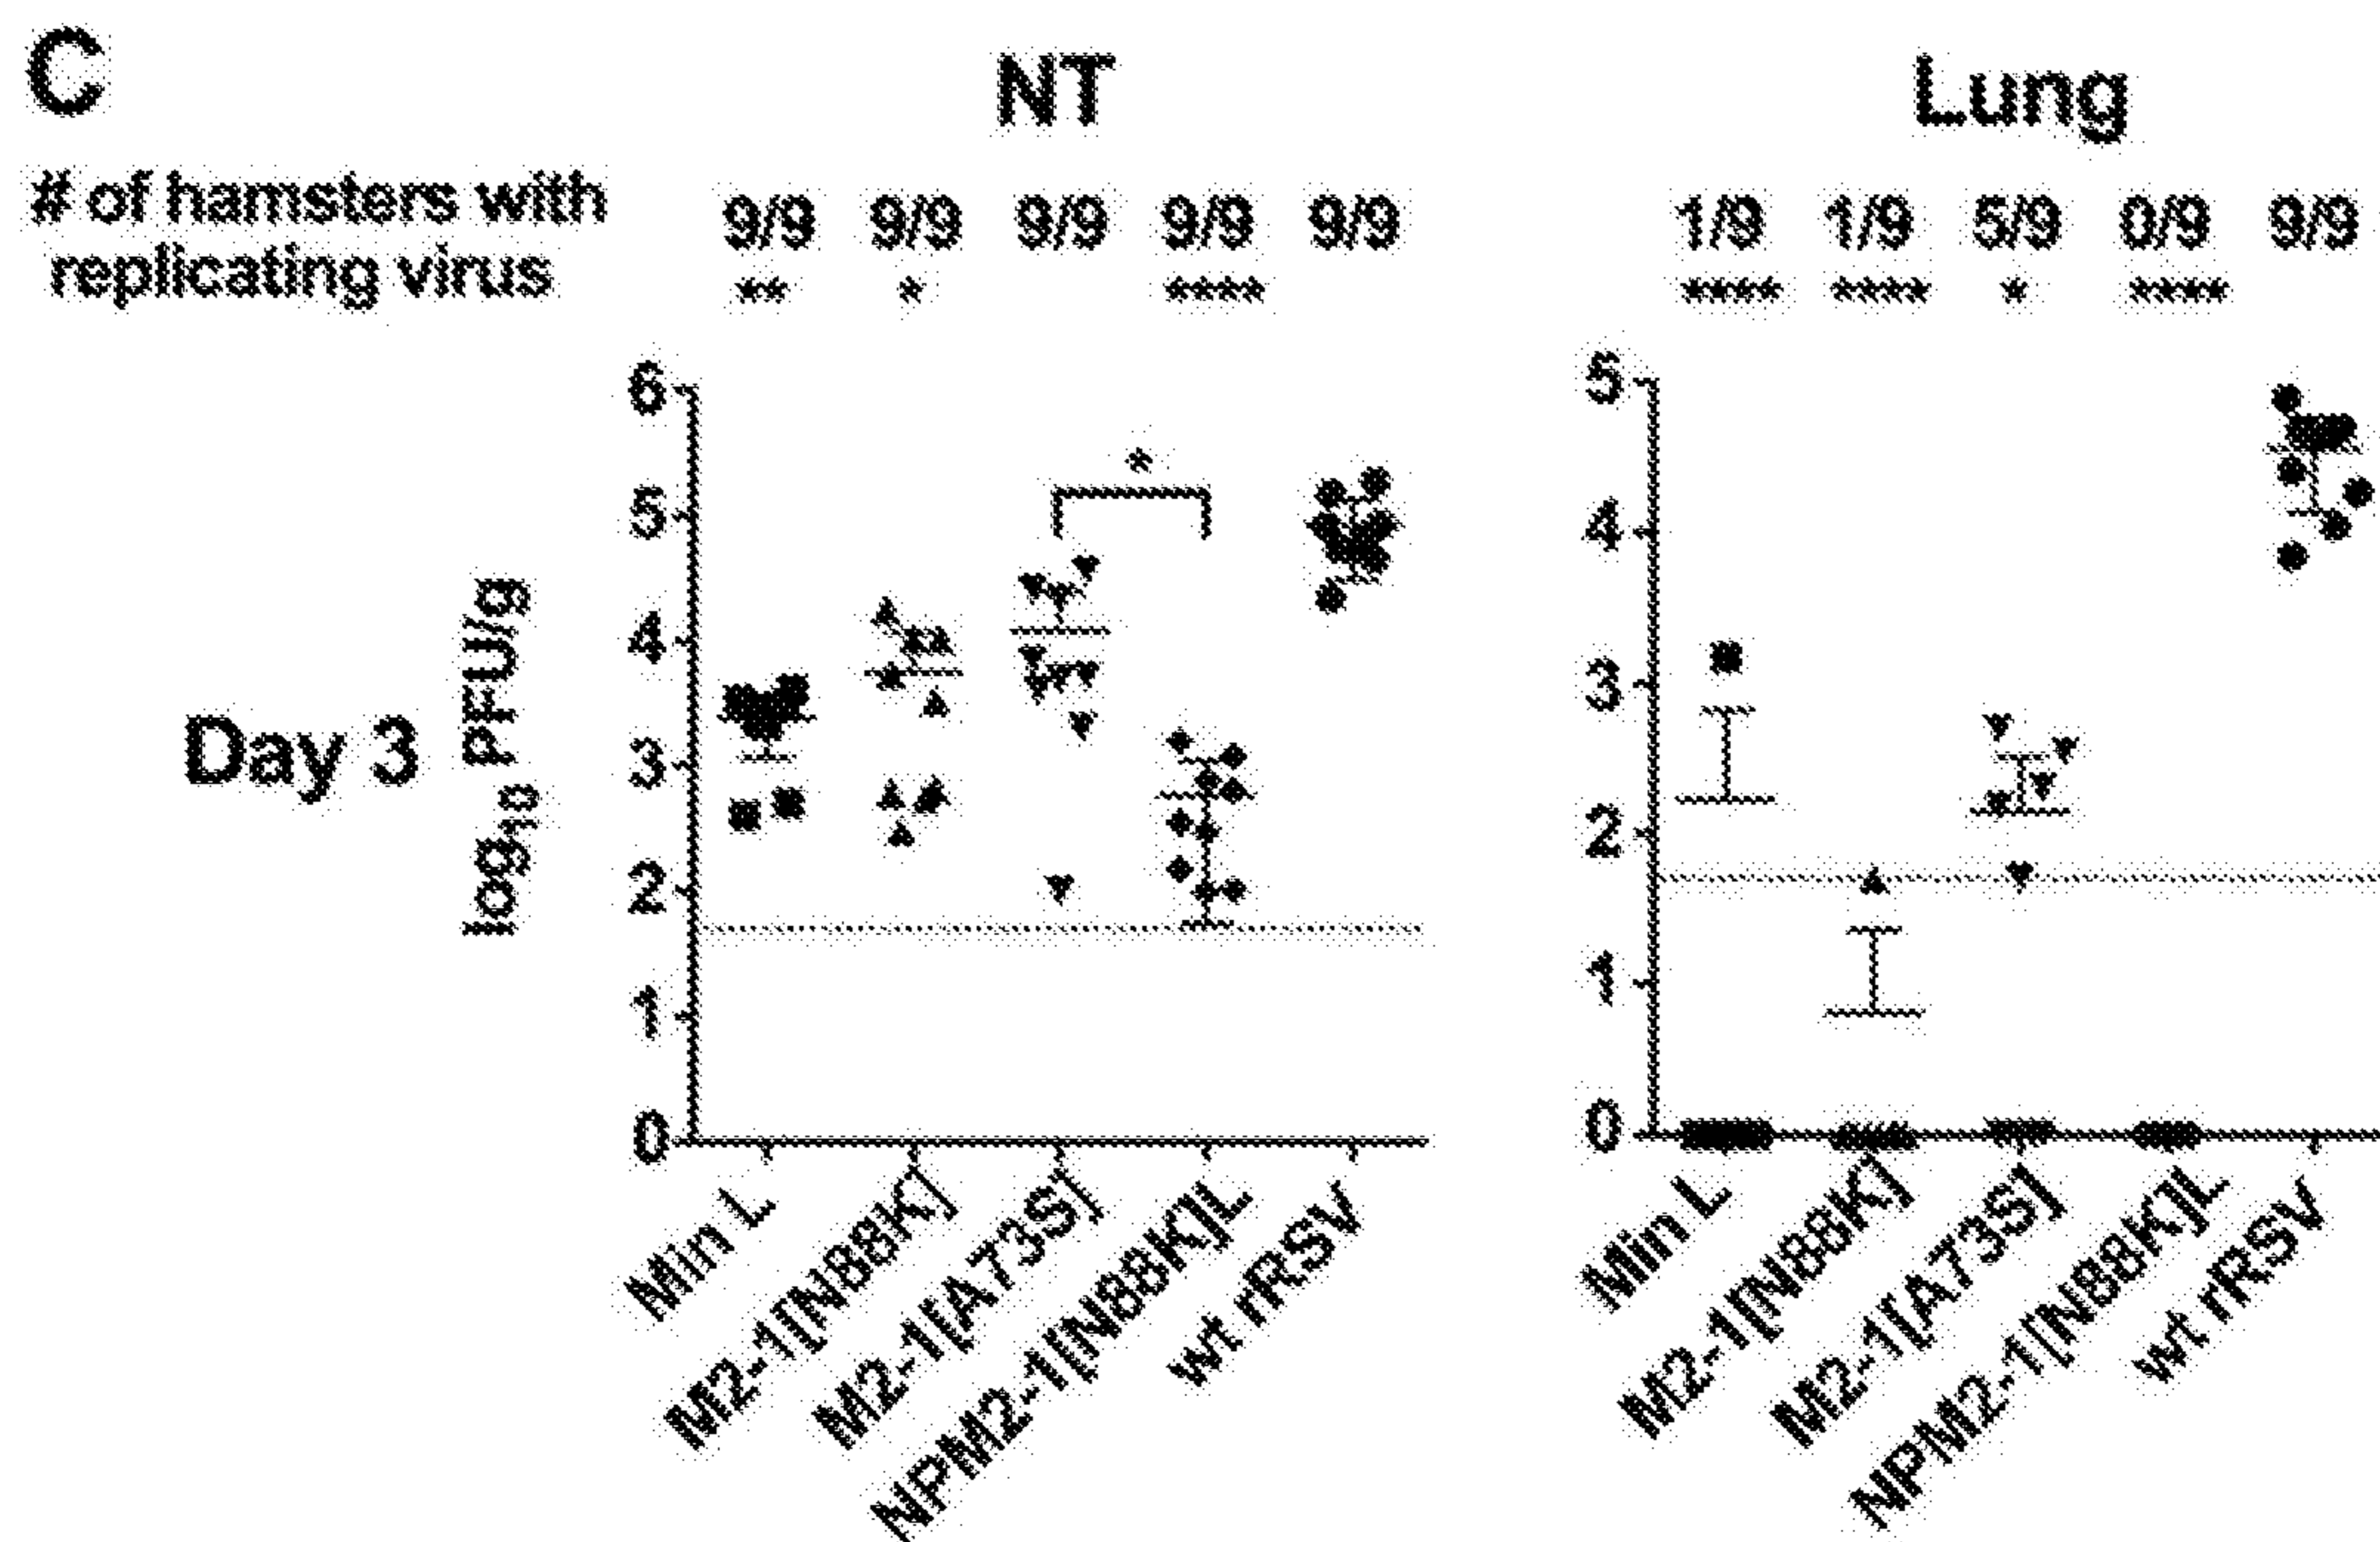 C
NT
Lung
# of hamsters with
replicating virus
9/9 9/9 9/9 9/9 9/9
** * ****
1/9 1/9 5/9 0/9 9/9
**** **** * ****
Day 3
log10 PFU/g
6
5
4
3
2
1
0
*
Min L
M2-1[N88K]
M2-1[A73S]
NPM2-1[N88K]L
wt rRSV
5
4
3
2
1
0
Min L
M2-1[N88K]
M2-1[A73S]
NPM2-1[N88K]L
wt rRSV